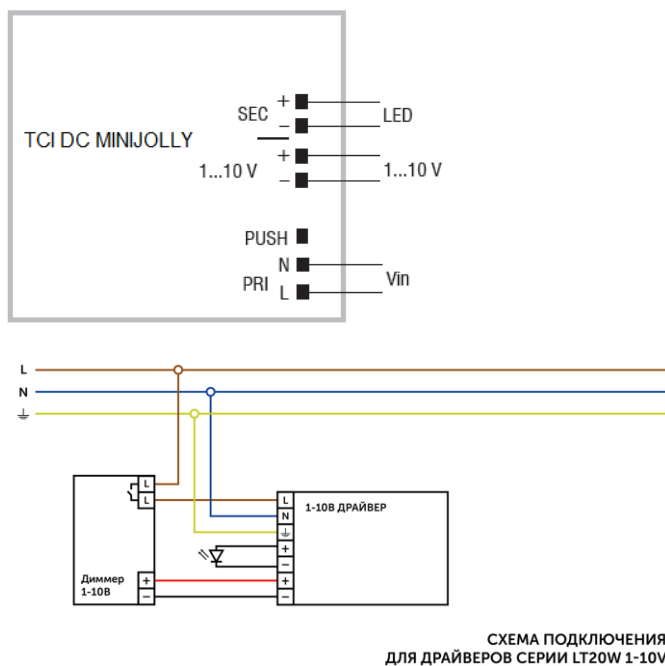 +
SEC
LED
−
TCI DC MINIJOLLY
+
1...10 V
1...10 V
−
PUSH
N
PRI
Vin
L
L
N
L
L
L
1-10В ДРАЙВЕР
N
+
−
Диммер
1-10В
+
−
+
−
СХЕМА ПОДКЛЮЧЕНИЯ
ДЛЯ ДРАЙВЕРОВ СЕРИИ LT20W 1-10V